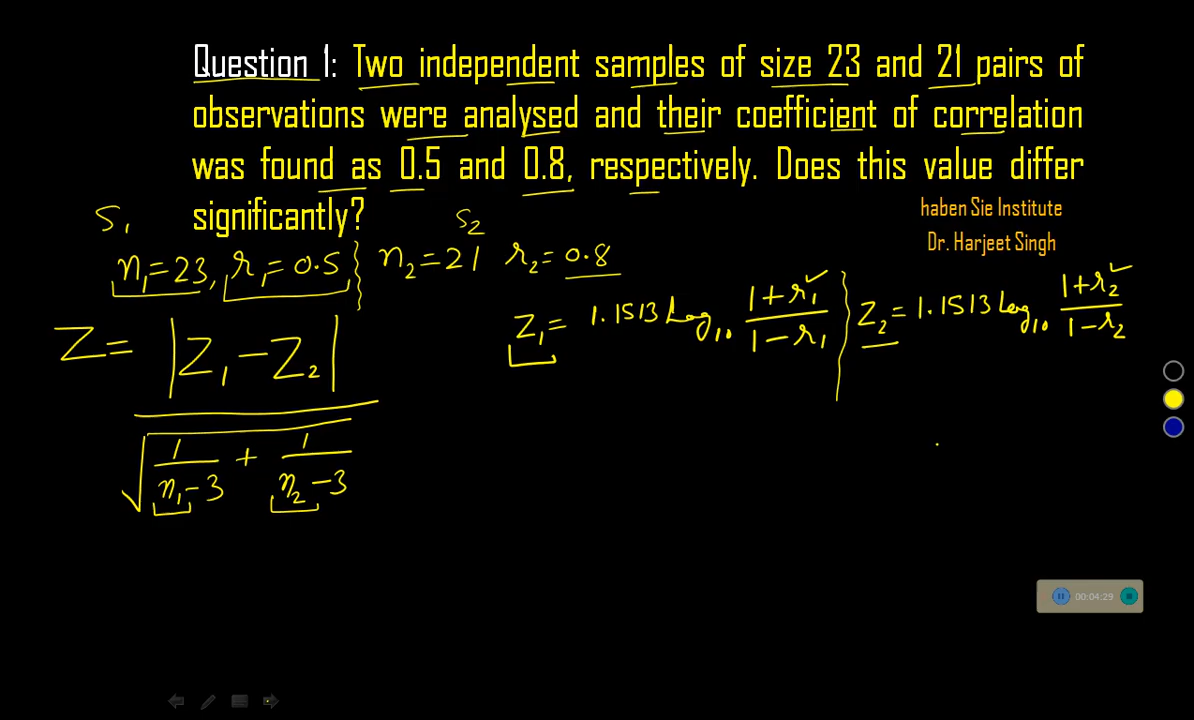 Question 1: Two independent samples of size 23 and 21 pairs of
observations were analysed and their coefficient of correlation
was found as 0.5 and 0.8, respectively. Does this value differ
significantly?
haben Sie Institute
Dr. Harjeet Singh
S₁ S₂
n₁=23, r₁=0.5 n₂=21 r₂=0.8
Z₁= 1.1513 Log₁₀ (1+r₁)/(1-r₁)
Z₂= 1.1513 Log₁₀ (1+r₂)/(1-r₂)
Z= |Z₁-Z₂| / √(1/(n₁-3) + 1/(n₂-3))
00:04:29